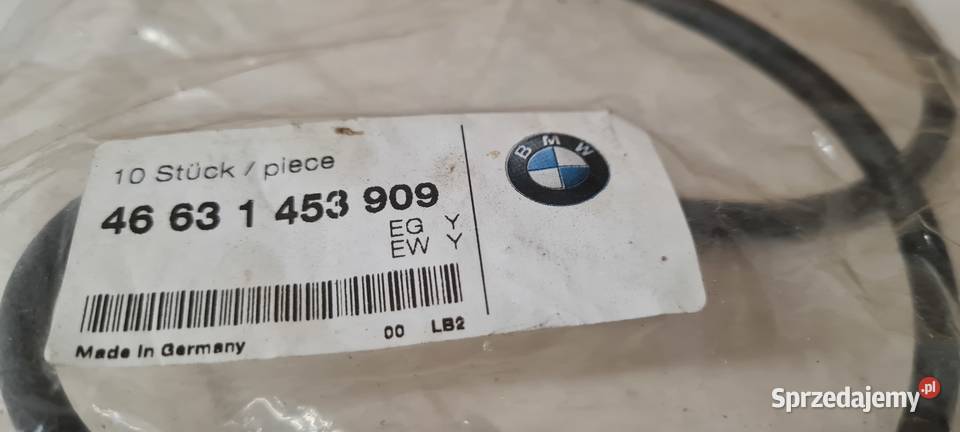 10 Stück / piece
46 63 1 453 909
EG Y
EW Y
00 LB2
Made in Germany
BMW
Sprzedajemy.pl